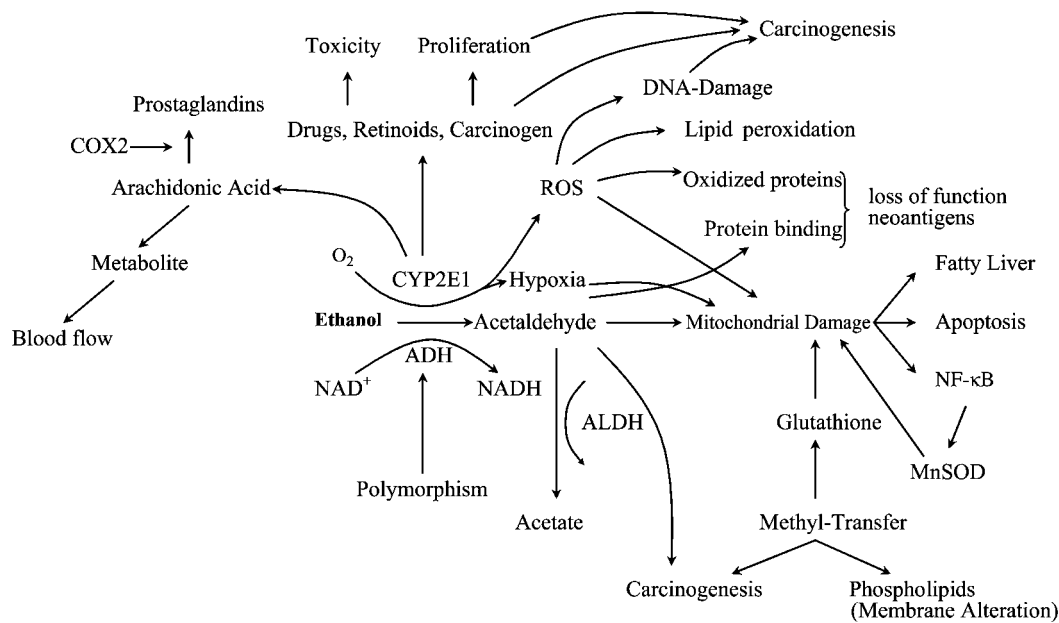 Carcinogenesis
Toxicity
Proliferation
DNA-Damage
Prostaglandins
Drugs, Retinoids, Carcinogen
Lipid peroxidation
COX2
Arachidonic Acid
ROS
Oxidized proteins
loss of function
neoantigens
Protein binding
Metabolite
O₂
CYP2E1
Hypoxia
Fatty Liver
Blood flow
Ethanol
Acetaldehyde
Mitochondrial Damage
Apoptosis
ADH
NAD⁺
NADH
NF-κB
ALDH
Glutathione
MnSOD
Polymorphism
Acetate
Methyl-Transfer
Carcinogenesis
Phospholipids
(Membrane Alteration)